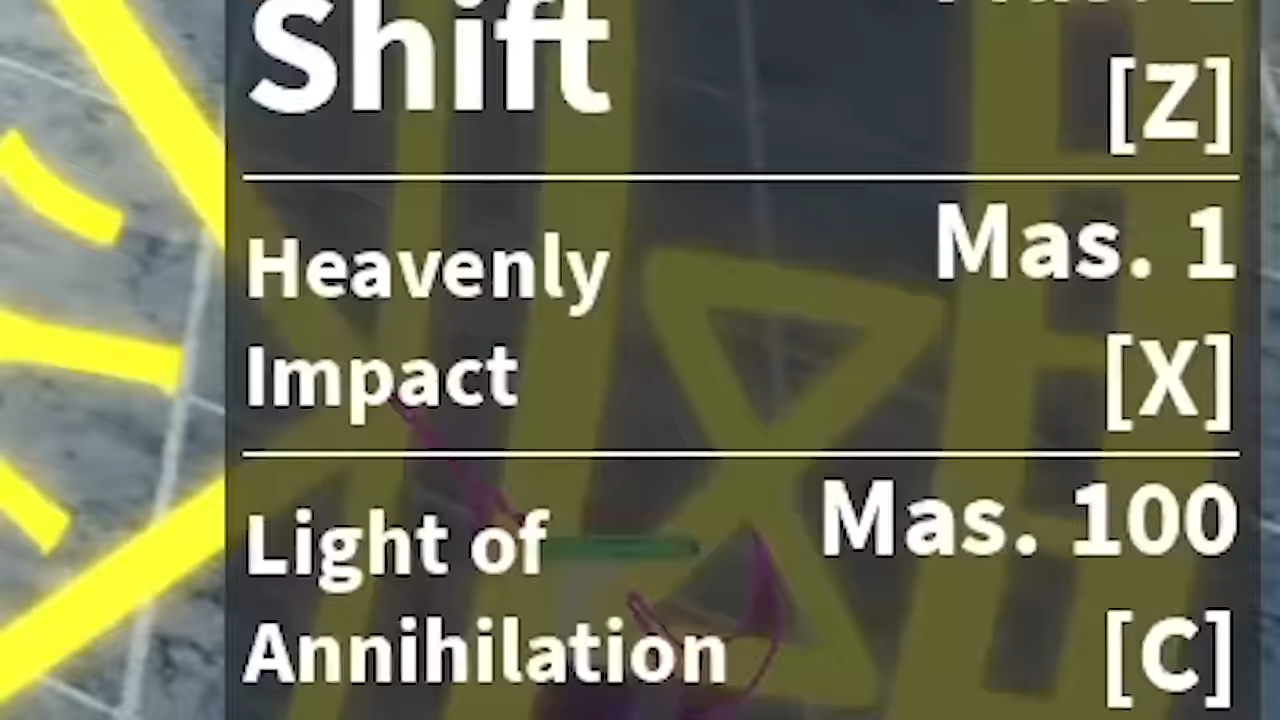 Shift
[Z]
Heavenly
Impact
Mas. 1
[X]
Light of
Annihilation
Mas. 100
[C]